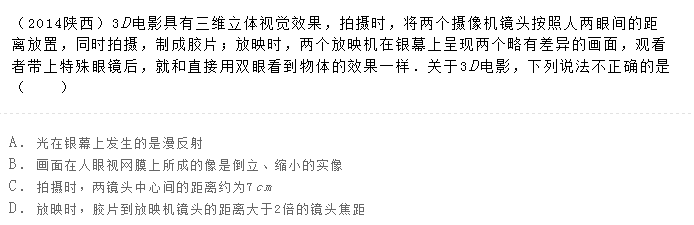 （2014陕西）3D电影具有三维立体视觉效果，拍摄时，将两个摄像机镜头按照人两眼间的距
离放置，同时拍摄，制成胶片；放映时，两个放映机在银幕上呈现两个略有差异的画面，观看
者带上特殊眼镜后，就和直接用双眼看到物体的效果一样．关于3D电影，下列说法不正确的是
（　　）
A．光在银幕上发生的是漫反射
B．画面在人眼视网膜上所成的像是倒立、缩小的实像
C．拍摄时，两镜头中心间的距离约为7cm
D．放映时，胶片到放映机镜头的距离大于2倍的镜头焦距